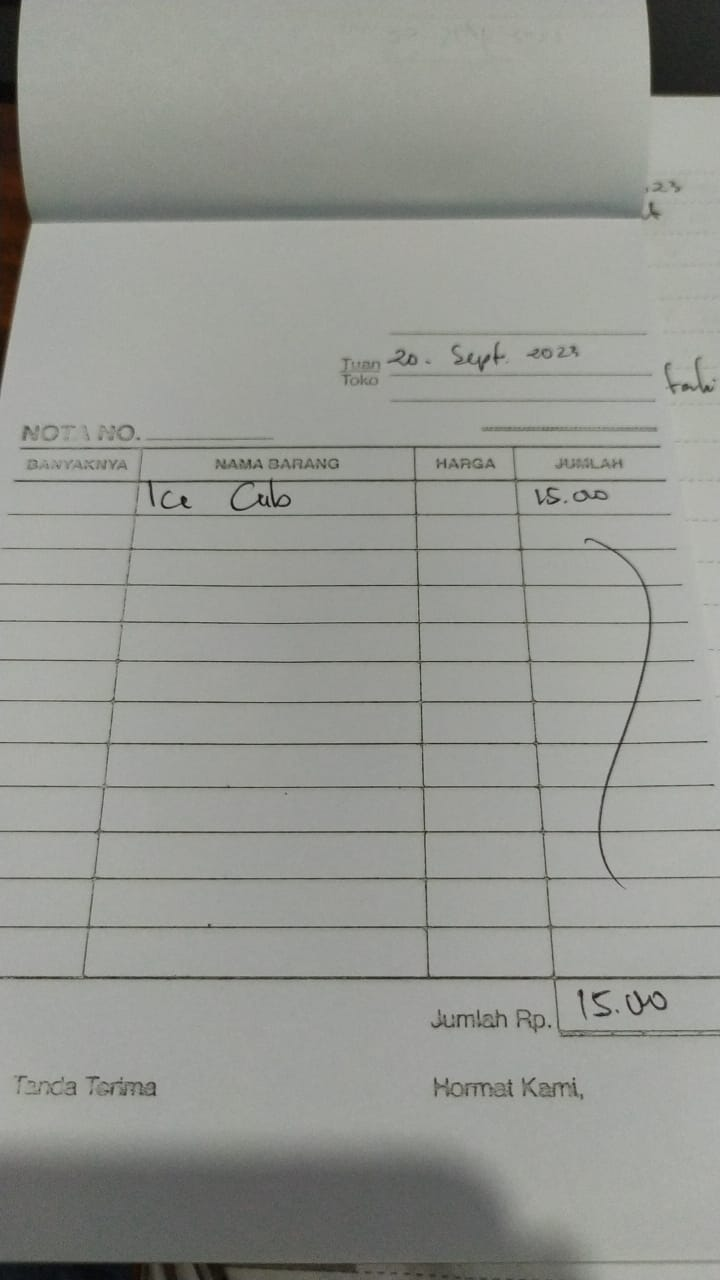 23
Tuan 20. Sept. 2023
Toko
NOTA NO.
BANYAKNYA NAMA BARANG HARGA JUMLAH
Ice Cub 15.00
Jumlah Rp. 15.00
Tanda Terima Hormat Kami,